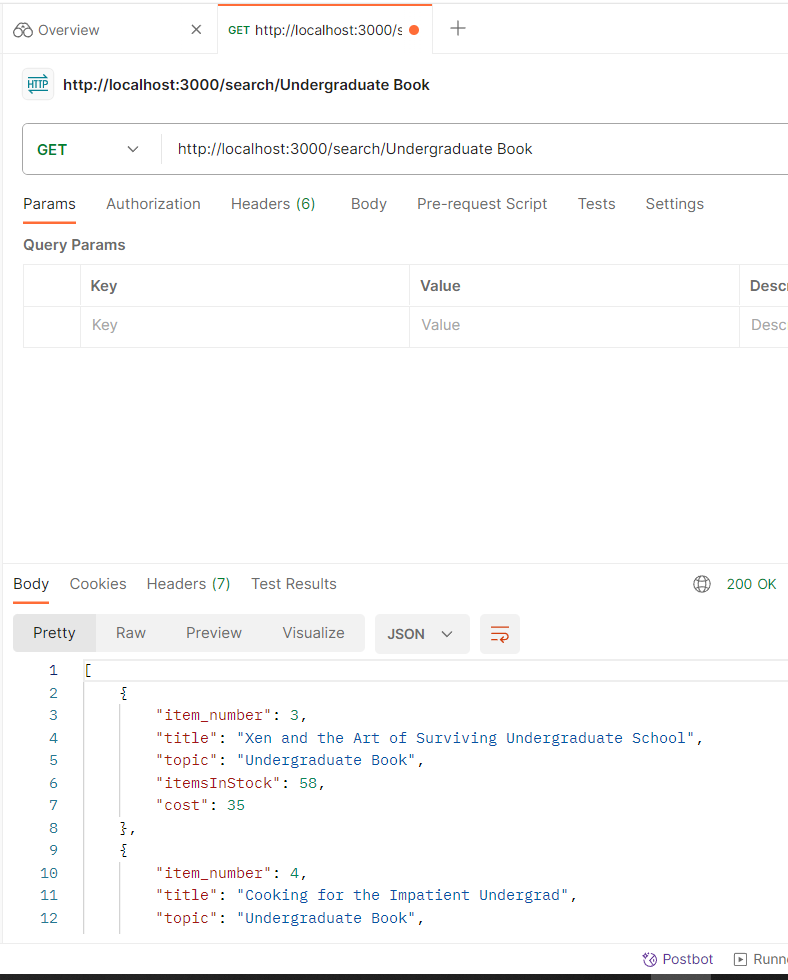 Overview
GET http://localhost:3000/s
HTTP http://localhost:3000/search/Undergraduate Book
GET http://localhost:3000/search/Undergraduate Book
Params Authorization Headers (6) Body Pre-request Script Tests Settings
Query Params
Key Value Descr
Key Value Desc
Body Cookies Headers (7) Test Results 200 OK
Pretty Raw Preview Visualize JSON
1 [
2 {
3 "item_number": 3,
4 "title": "Xen and the Art of Surviving Undergraduate School",
5 "topic": "Undergraduate Book",
6 "itemsInStock": 58,
7 "cost": 35
8 },
9 {
10 "item_number": 4,
11 "title": "Cooking for the Impatient Undergrad",
12 "topic": "Undergraduate Book",
Postbot Runn